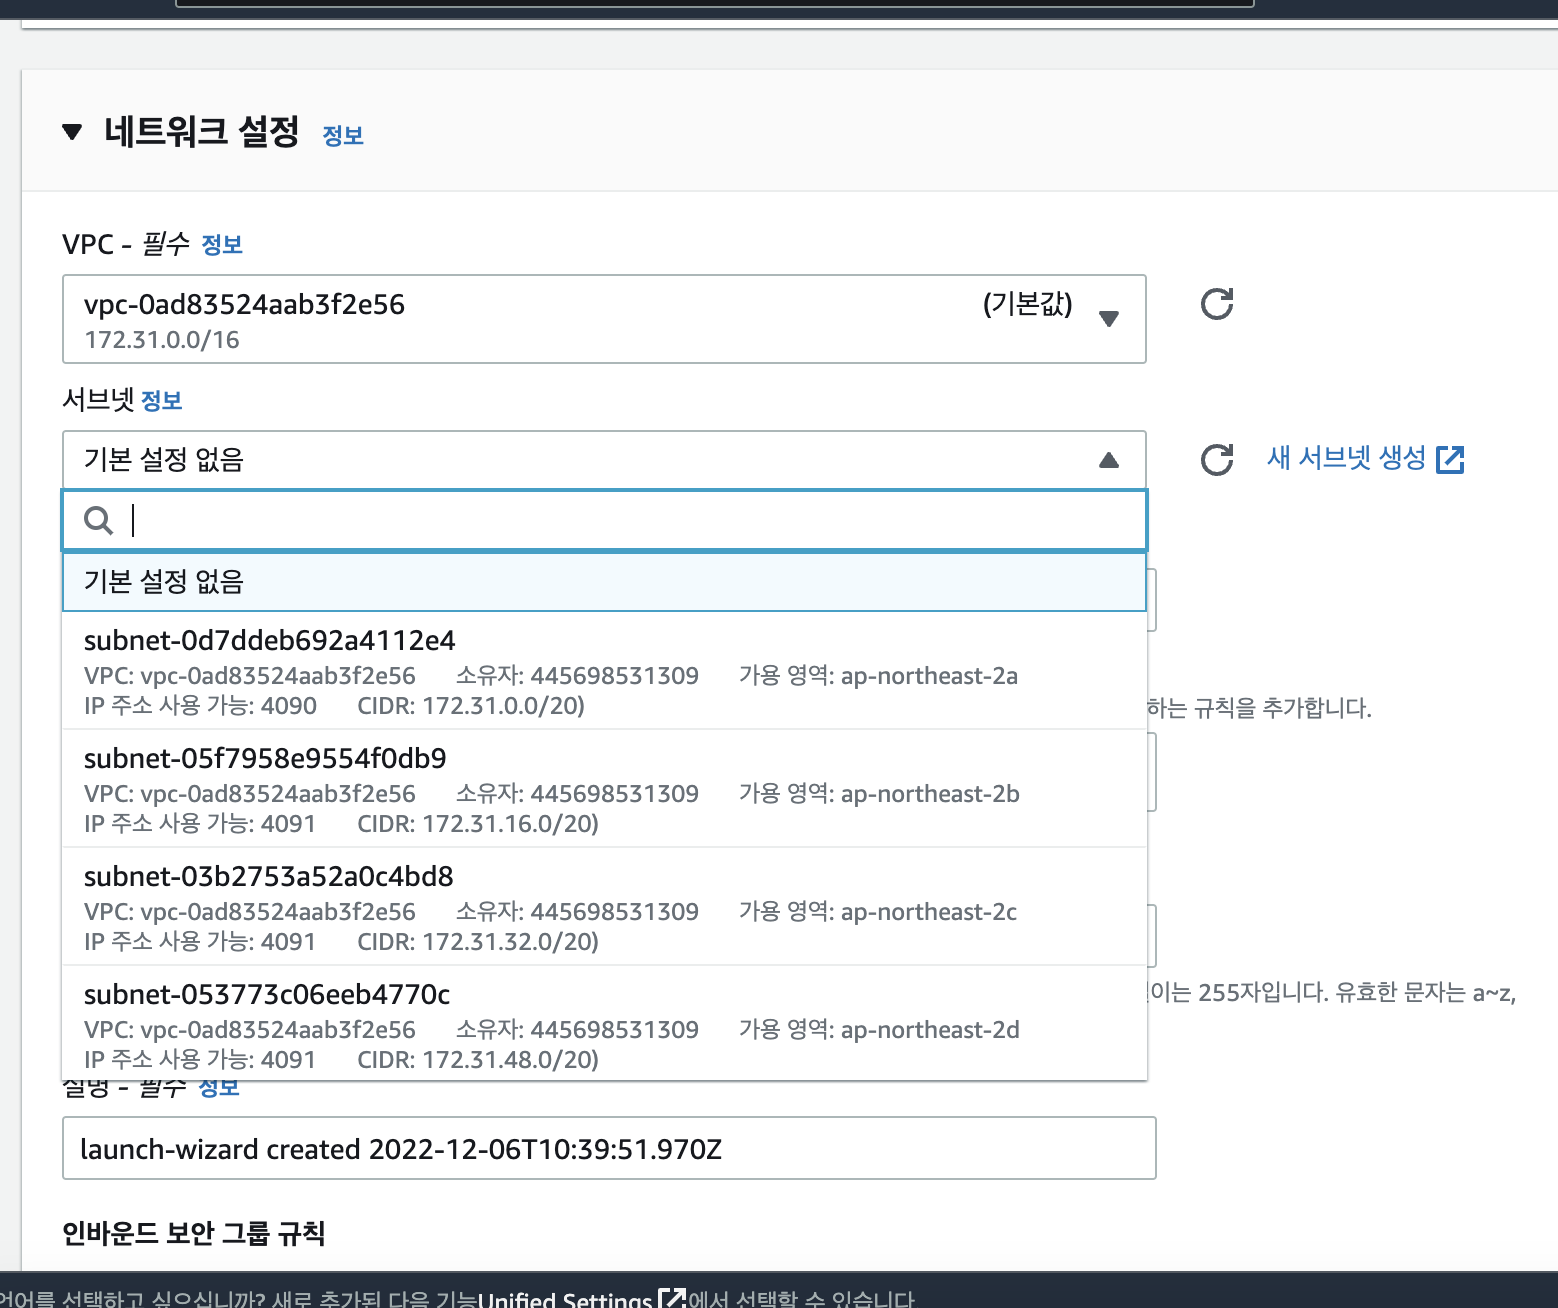 네트워크 설정 정보
VPC - 필수 정보
vpc-0ad83524aab3f2e56 (기본값)
172.31.0.0/16
서브넷 정보
기본 설정 없음
새 서브넷 생성
기본 설정 없음
subnet-0d7ddeb692a4112e4
VPC: vpc-0ad83524aab3f2e56 소유자: 445698531309 가용 영역: ap-northeast-2a
IP 주소 사용 가능: 4090 CIDR: 172.31.0.0/20)
하는 규칙을 추가합니다.
subnet-05f7958e9554f0db9
VPC: vpc-0ad83524aab3f2e56 소유자: 445698531309 가용 영역: ap-northeast-2b
IP 주소 사용 가능: 4091 CIDR: 172.31.16.0/20)
subnet-03b2753a52a0c4bd8
VPC: vpc-0ad83524aab3f2e56 소유자: 445698531309 가용 영역: ap-northeast-2c
IP 주소 사용 가능: 4091 CIDR: 172.31.32.0/20)
subnet-053773c06eeb4770c
이는 255자입니다. 유효한 문자는 a~z,
VPC: vpc-0ad83524aab3f2e56 소유자: 445698531309 가용 영역: ap-northeast-2d
IP 주소 사용 가능: 4091 CIDR: 172.31.48.0/20)
설명 - 필수 정보
launch-wizard created 2022-12-06T10:39:51.970Z
인바운드 보안 그룹 규칙
언어를 선택하고 싶으십니까? 새로 추가된 다음 기능Unified Settings에서 선택할 수 있습니다